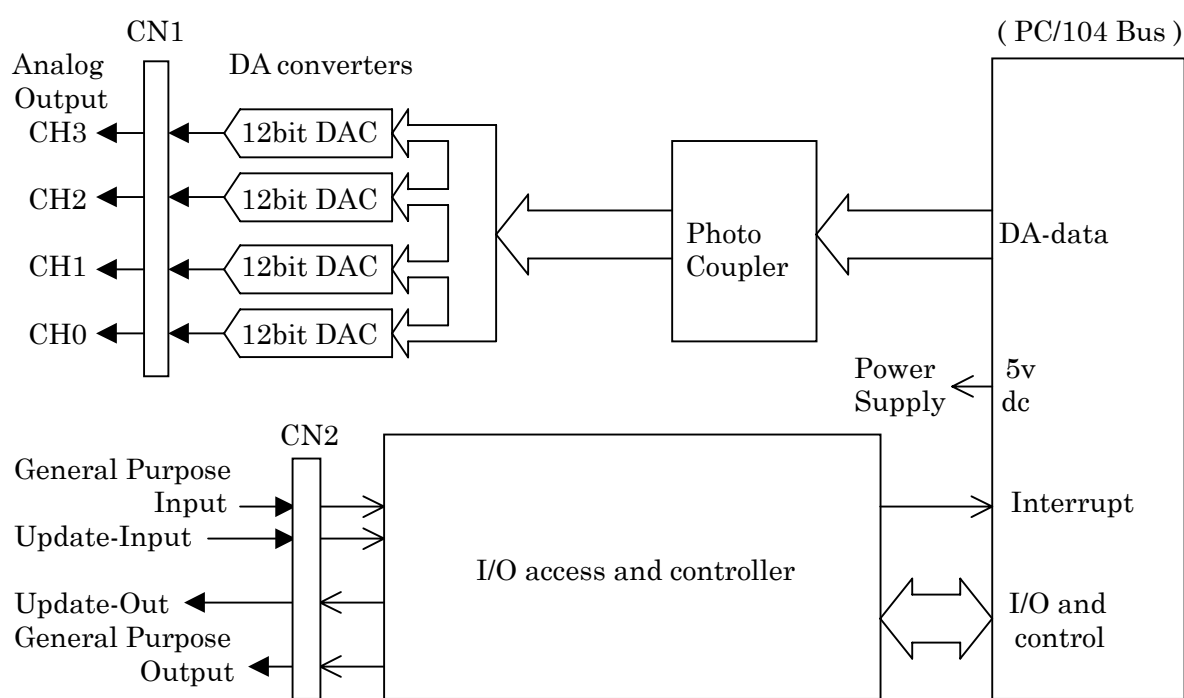 CN1
( PC/104 Bus )
Analog
Output
DA converters
CH3
12bit DAC
CH2
12bit DAC
CH1
12bit DAC
CH0
12bit DAC
Photo
Coupler
DA-data
Power
Supply
5v
dc
CN2
General Purpose
Input
Update-Input
Update-Out
General Purpose
Output
I/O access and controller
Interrupt
I/O and
control